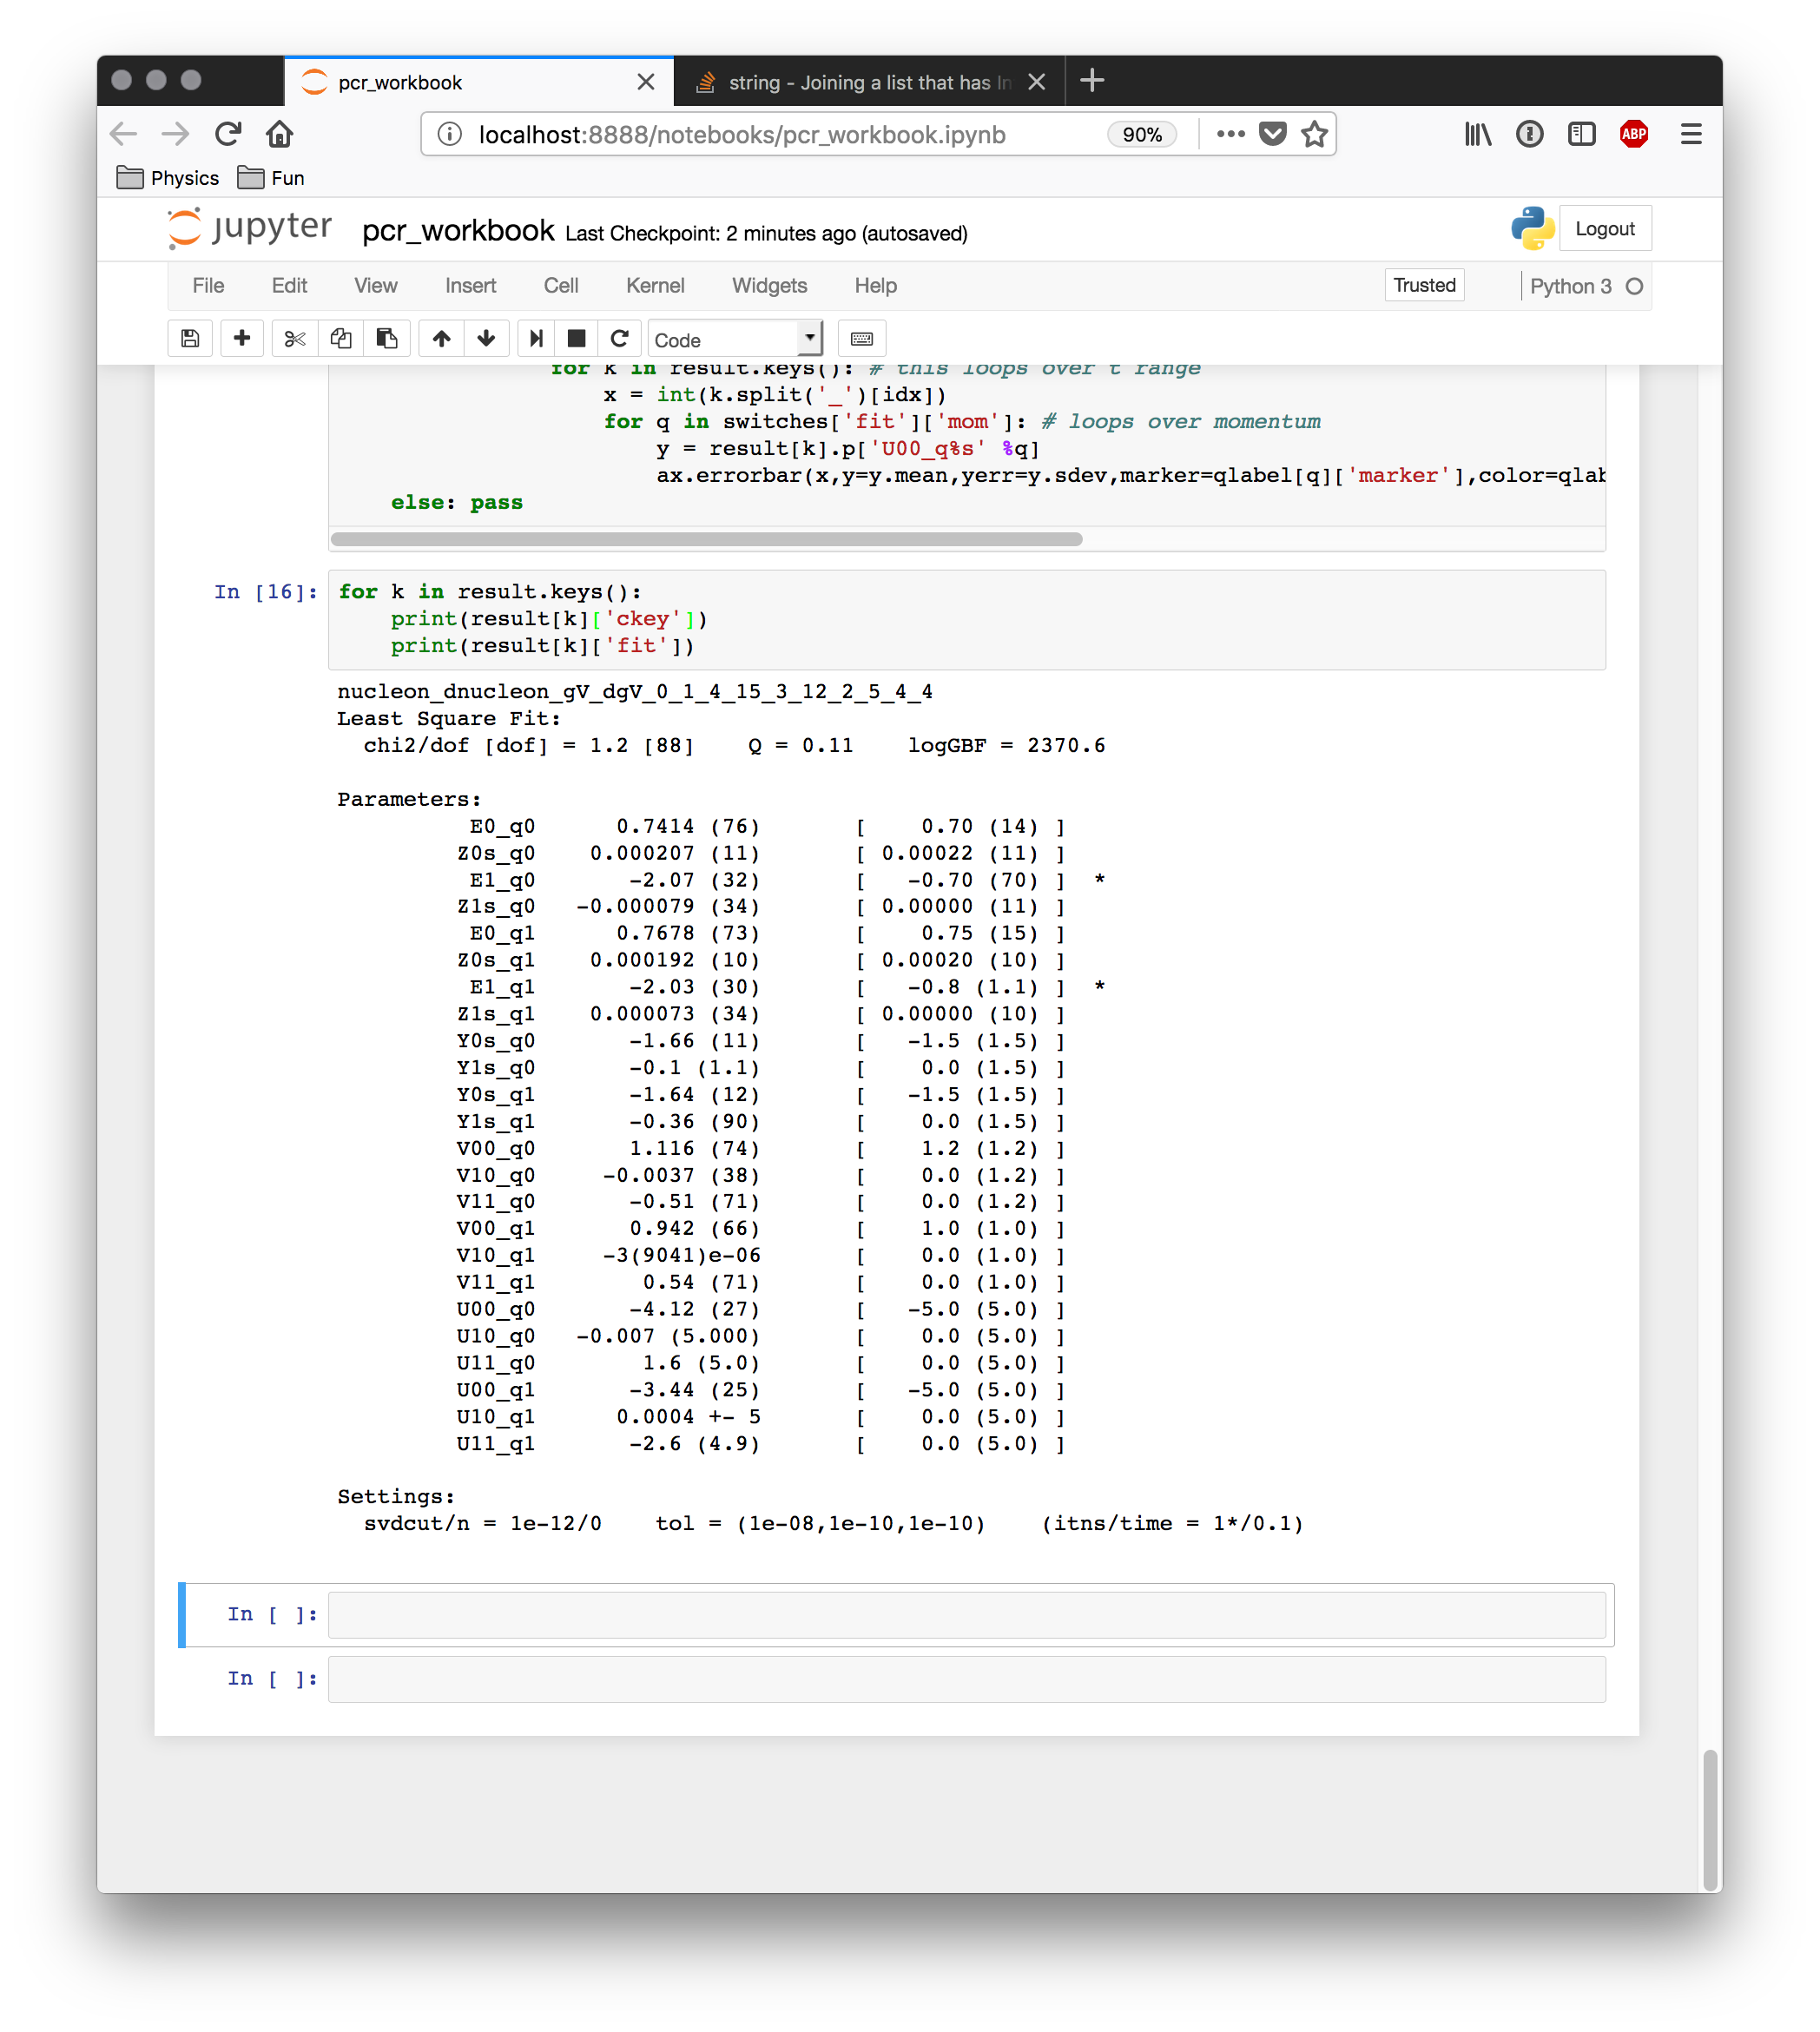 pcr_workbook
string - Joining a list that has In
localhost:8888/notebooks/pcr_workbook.ipynb 90% ABP
Physics Fun
jupyter pcr_workbook Last Checkpoint: 2 minutes ago (autosaved) Logout
File Edit View Insert Cell Kernel Widgets Help Trusted Python 3
Code
for k in result.keys(): # this loops over t range
x = int(k.split('_')[idx])
for q in switches['fit']['mom']: # loops over momentum
y = result[k].p['U00_q%s' %q]
ax.errorbar(x,y=y.mean,yerr=y.sdev,marker=qlabel[q]['marker'],color=qlab
else: pass
In [16]: for k in result.keys():
print(result[k]['ckey'])
print(result[k]['fit'])
nucleon_dnucleon_gV_dgV_0_1_4_15_3_12_2_5_4_4
Least Square Fit:
chi2/dof [dof] = 1.2 [88] Q = 0.11 logGBF = 2370.6
Parameters:
E0_q0 0.7414 (76) [ 0.70 (14) ]
Z0s_q0 0.000207 (11) [ 0.00022 (11) ]
E1_q0 -2.07 (32) [ -0.70 (70) ] *
Z1s_q0 -0.000079 (34) [ 0.00000 (11) ]
E0_q1 0.7678 (73) [ 0.75 (15) ]
Z0s_q1 0.000192 (10) [ 0.00020 (10) ]
E1_q1 -2.03 (30) [ -0.8 (1.1) ] *
Z1s_q1 0.000073 (34) [ 0.00000 (10) ]
Y0s_q0 -1.66 (11) [ -1.5 (1.5) ]
Y1s_q0 -0.1 (1.1) [ 0.0 (1.5) ]
Y0s_q1 -1.64 (12) [ -1.5 (1.5) ]
Y1s_q1 -0.36 (90) [ 0.0 (1.5) ]
V00_q0 1.116 (74) [ 1.2 (1.2) ]
V10_q0 -0.0037 (38) [ 0.0 (1.2) ]
V11_q0 -0.51 (71) [ 0.0 (1.2) ]
V00_q1 0.942 (66) [ 1.0 (1.0) ]
V10_q1 -3(9041)e-06 [ 0.0 (1.0) ]
V11_q1 0.54 (71) [ 0.0 (1.0) ]
U00_q0 -4.12 (27) [ -5.0 (5.0) ]
U10_q0 -0.007 (5.000) [ 0.0 (5.0) ]
U11_q0 1.6 (5.0) [ 0.0 (5.0) ]
U00_q1 -3.44 (25) [ -5.0 (5.0) ]
U10_q1 0.0004 +- 5 [ 0.0 (5.0) ]
U11_q1 -2.6 (4.9) [ 0.0 (5.0) ]
Settings:
svdcut/n = 1e-12/0 tol = (1e-08,1e-10,1e-10) (itns/time = 1*/0.1)
In [ ]:
In [ ]: